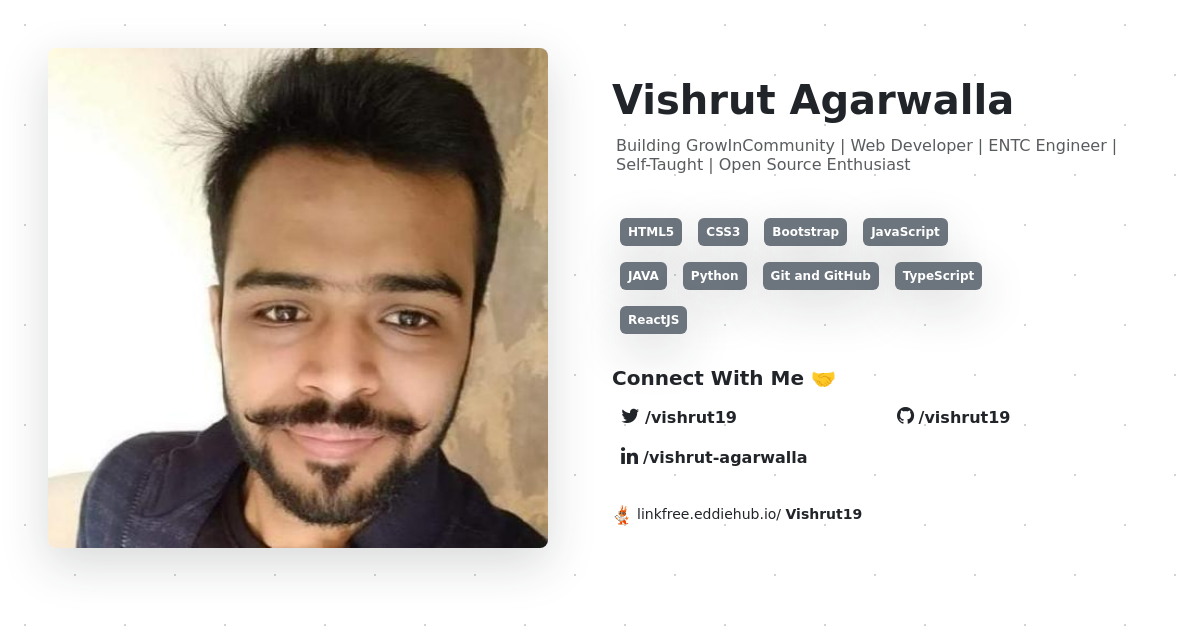 Vishrut Agarwalla
Building GrowInCommunity | Web Developer | ENTC Engineer |
Self-Taught | Open Source Enthusiast
HTML5 CSS3 Bootstrap JavaScript
JAVA Python Git and GitHub TypeScript
ReactJS
Connect With Me 🤝
/vishrut19 /vishrut19
/vishrut-agarwalla
linkfree.eddiehub.io/ Vishrut19